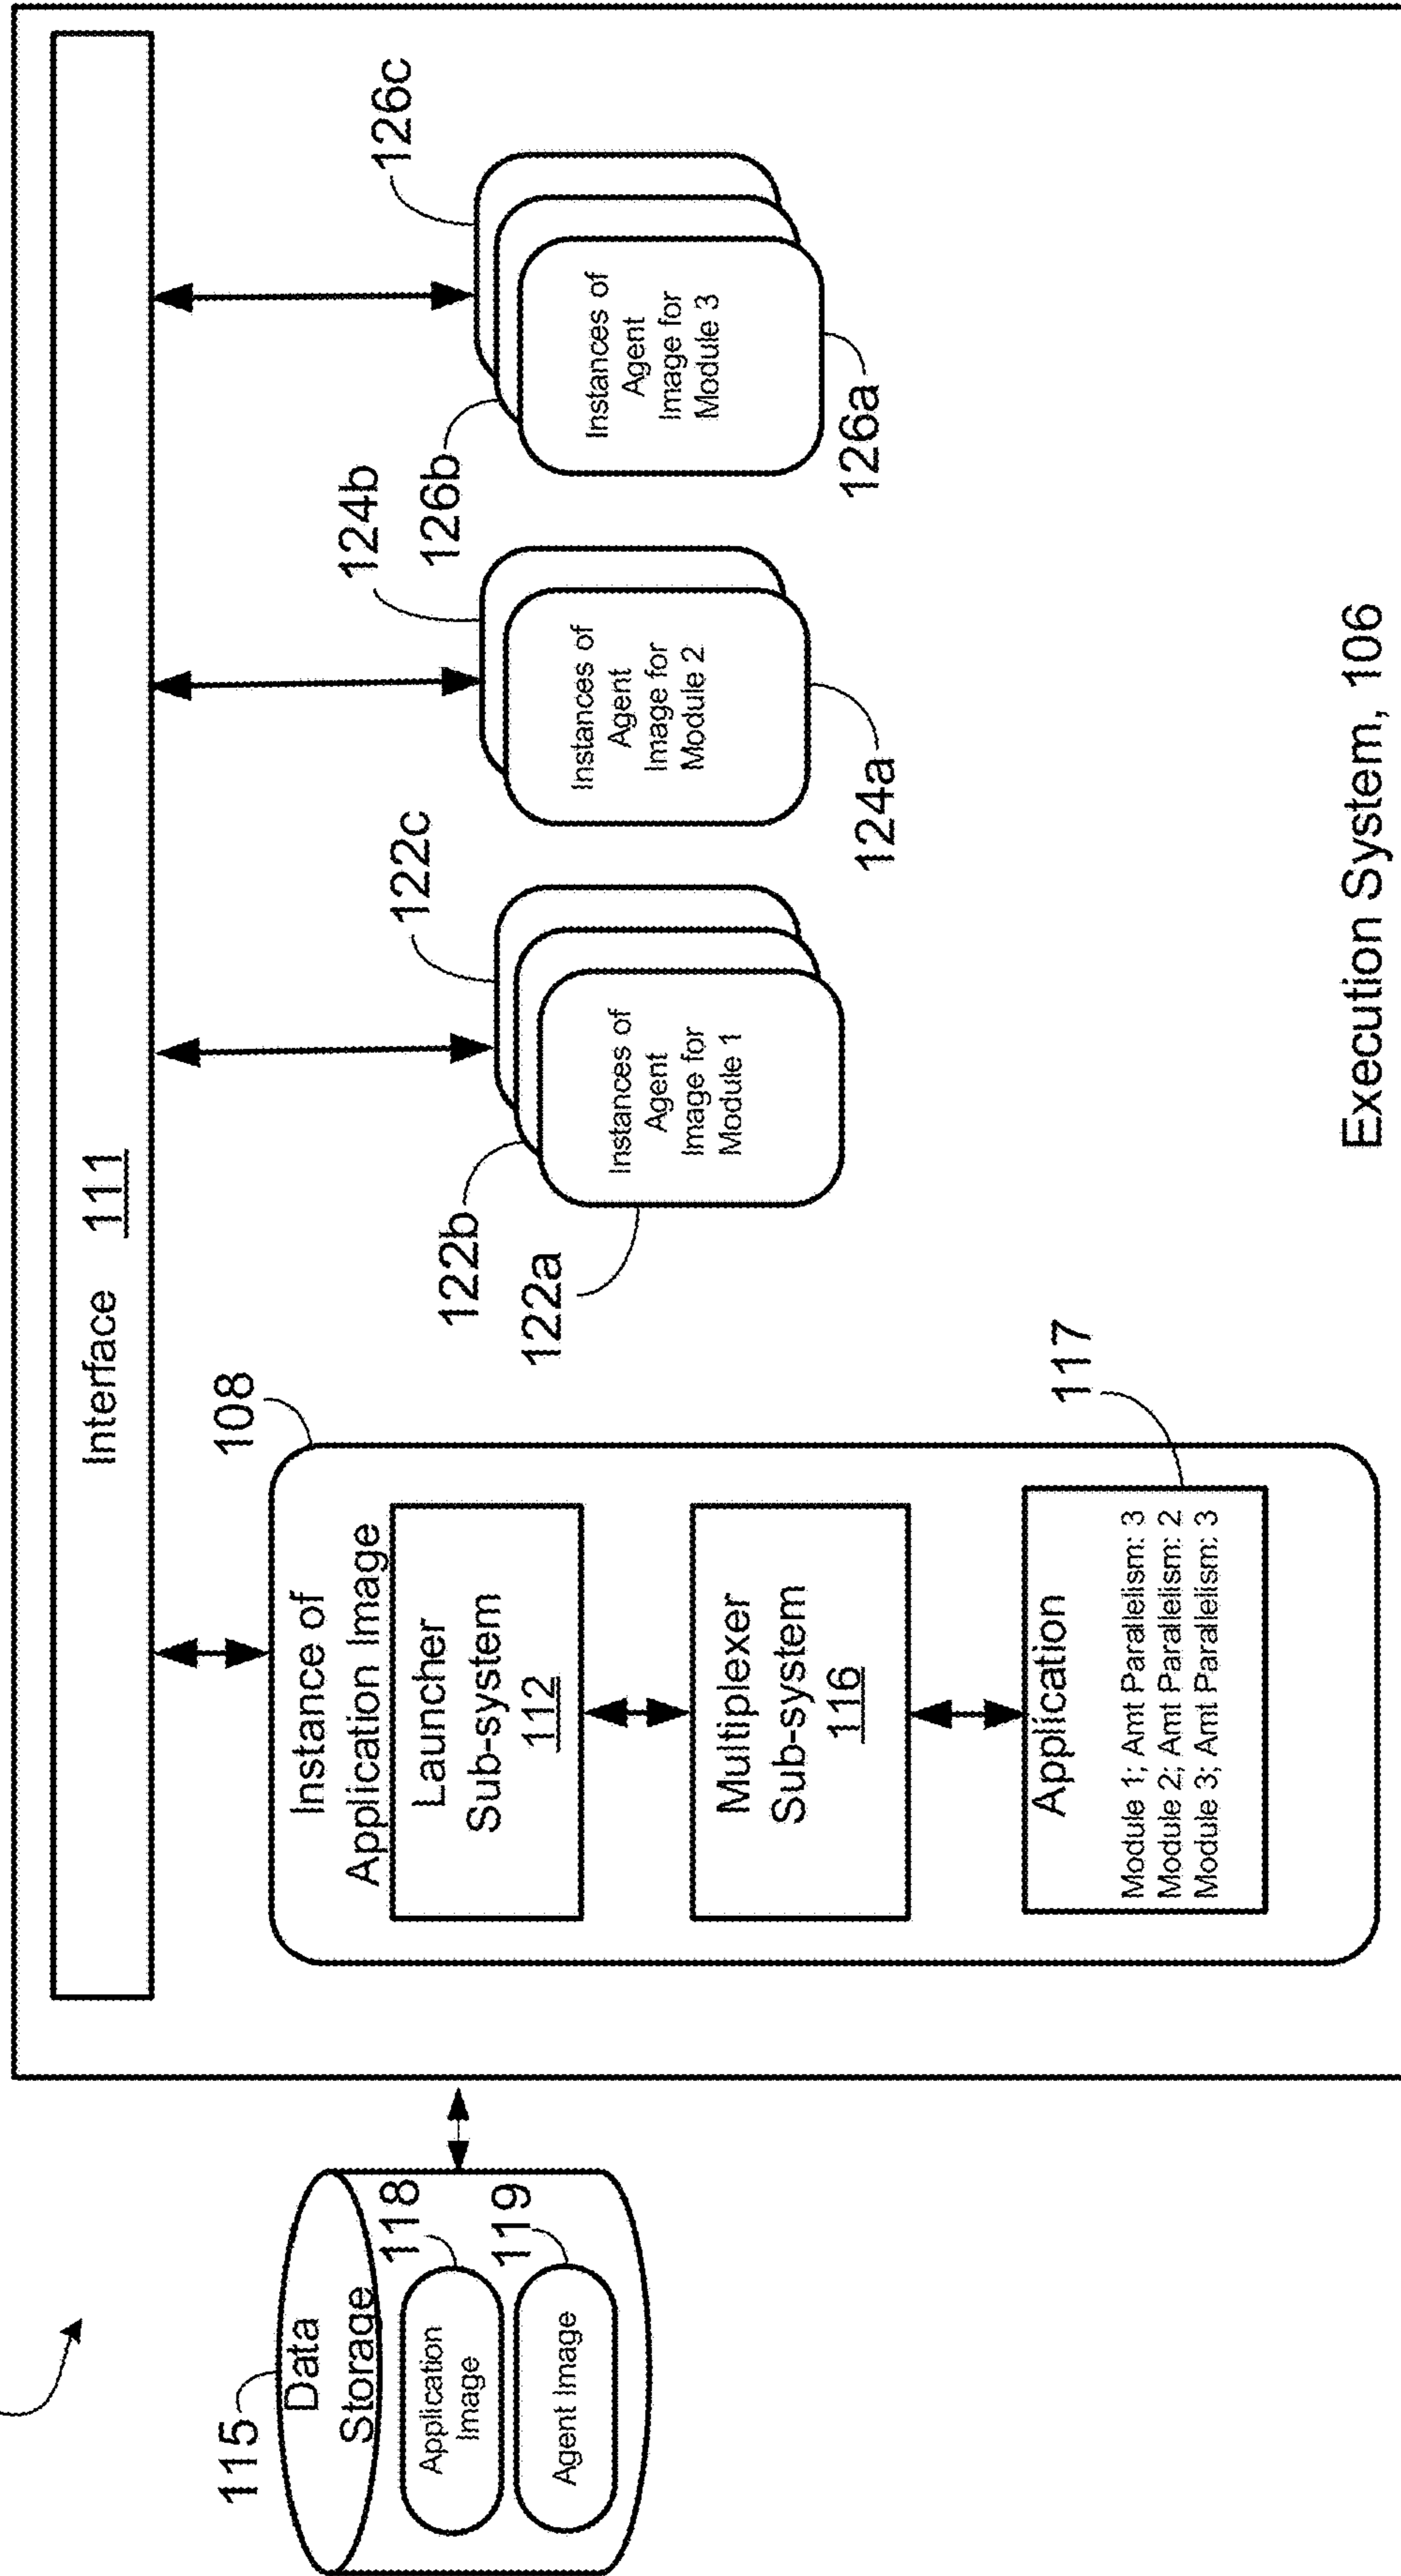 Interface 111
108
Instance of
Application Image
Launcher
Sub-system
112
Multiplexer
Sub-system
116
Application
Module 1; Amt Parallelism: 3
Module 2; Amt Parallelism: 2
Module 3; Amt Parallelism: 3
117
122a
122b
122c
Instances of
Agent
Image for
Module 1
124a
124b
Instances of
Agent
Image for
Module 2
126a
126b
126c
Instances of
Agent
Image for
Module 3
Execution System, 106
115
Data
Storage
118
Application
Image
119
Agent Image